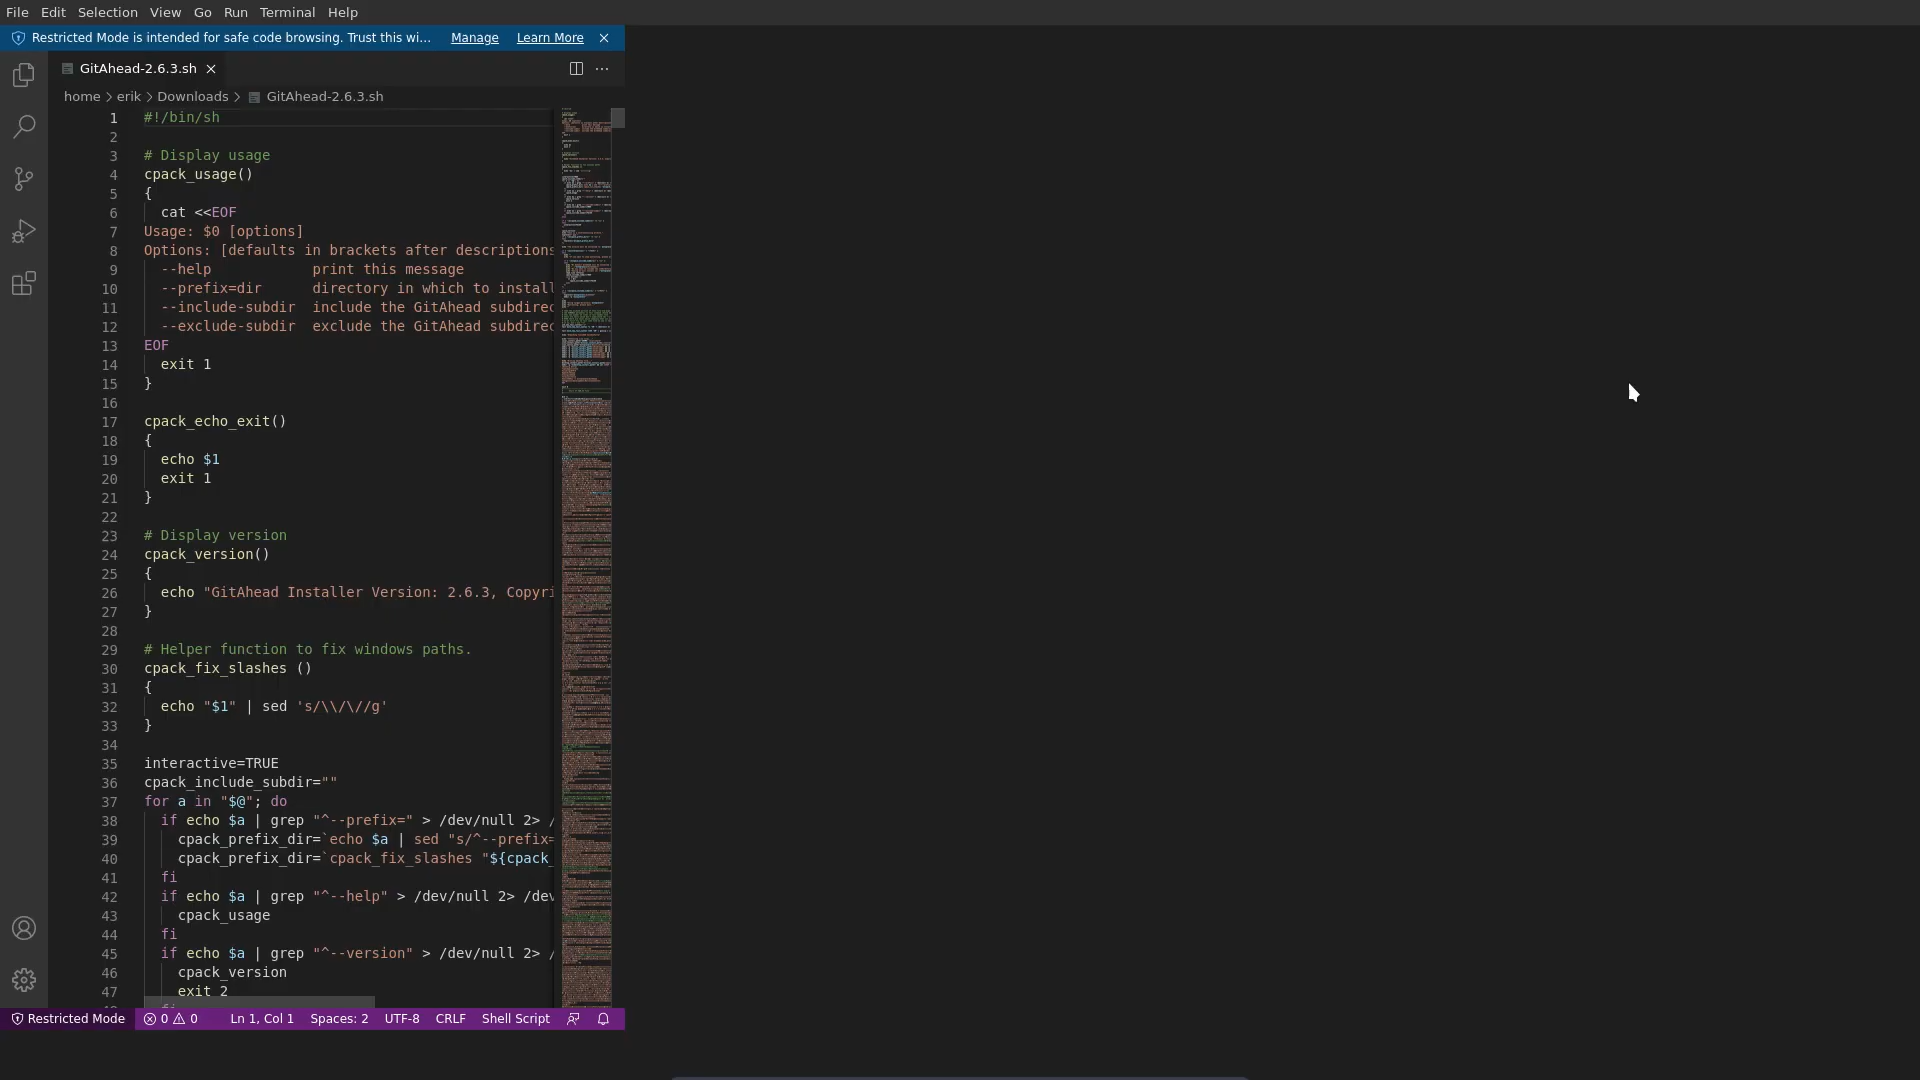 File Edit Selection View Go Run Terminal Help
Restricted Mode is intended for safe code browsing. Trust this wi... Manage Learn More
GitAhead-2.6.3.sh
home > erik > Downloads > GitAhead-2.6.3.sh
1 #!/bin/sh
2
3 # Display usage
4 cpack_usage()
5 {
6   cat <<EOF
7 Usage: $0 [options]
8 Options: [defaults in brackets after descriptions
9   --help            print this message
10   --prefix=dir      directory in which to install
11   --include-subdir  include the GitAhead subdirec
12   --exclude-subdir  exclude the GitAhead subdirec
13 EOF
14   exit 1
15 }
16
17 cpack_echo_exit()
18 {
19   echo $1
20   exit 1
21 }
22
23 # Display version
24 cpack_version()
25 {
26   echo "GitAhead Installer Version: 2.6.3, Copyri
27 }
28
29 # Helper function to fix windows paths.
30 cpack_fix_slashes ()
31 {
32   echo "$1" | sed 's/\\/\//g'
33 }
34
35 interactive=TRUE
36 cpack_include_subdir=""
37 for a in "$@"; do
38   if echo $a | grep "^--prefix=" > /dev/null 2> /
39     cpack_prefix_dir=`echo $a | sed "s/^--prefix=
40     cpack_prefix_dir=`cpack_fix_slashes "${cpack_
41   fi
42   if echo $a | grep "^--help" > /dev/null 2> /dev
43     cpack_usage
44   fi
45   if echo $a | grep "^--version" > /dev/null 2> /
46     cpack_version
47     exit 2
Restricted Mode 0 0 Ln 1, Col 1 Spaces: 2 UTF-8 CRLF Shell Script